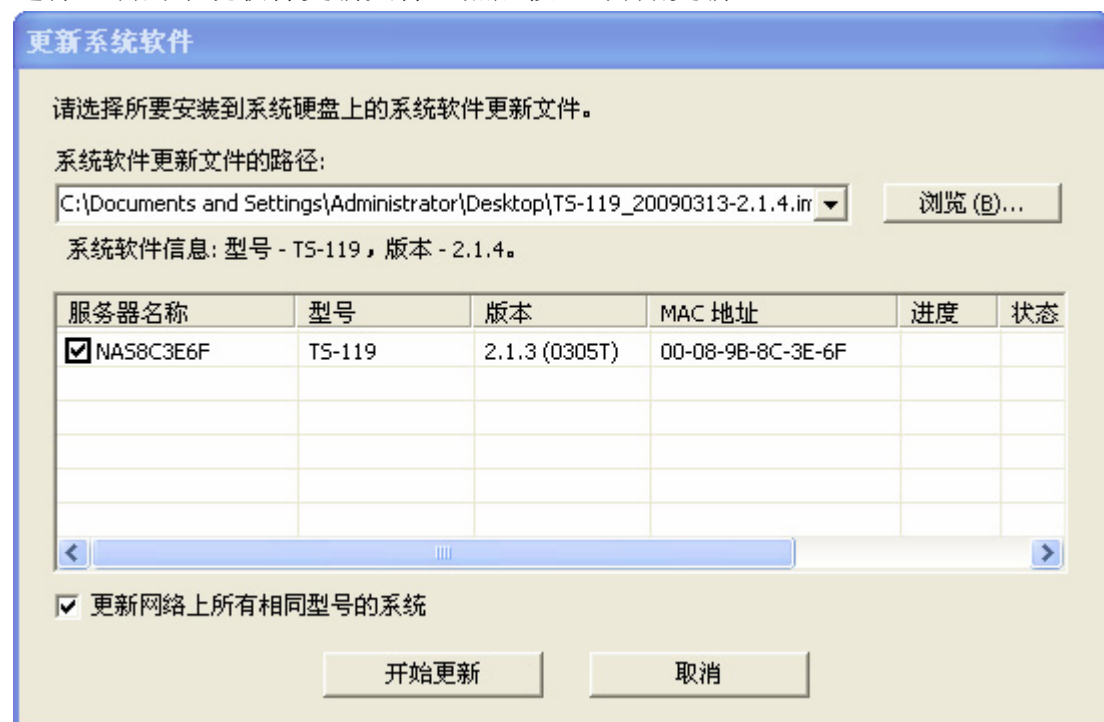 更新系统软件
请选择所要安装到系统硬盘上的系统软件更新文件。
系统软件更新文件的路径:
C:\Documents and Settings\Administrator\Desktop\TS-119_20090313-2.1.4.im
浏览 (B)...
系统软件信息: 型号 - TS-119，版本 - 2.1.4。
服务器名称 型号 版本 MAC 地址 进度 状态
NAS8C3E6F TS-119 2.1.3 (0305T) 00-08-9B-8C-3E-6F
更新网络上所有相同型号的系统
开始更新 取消